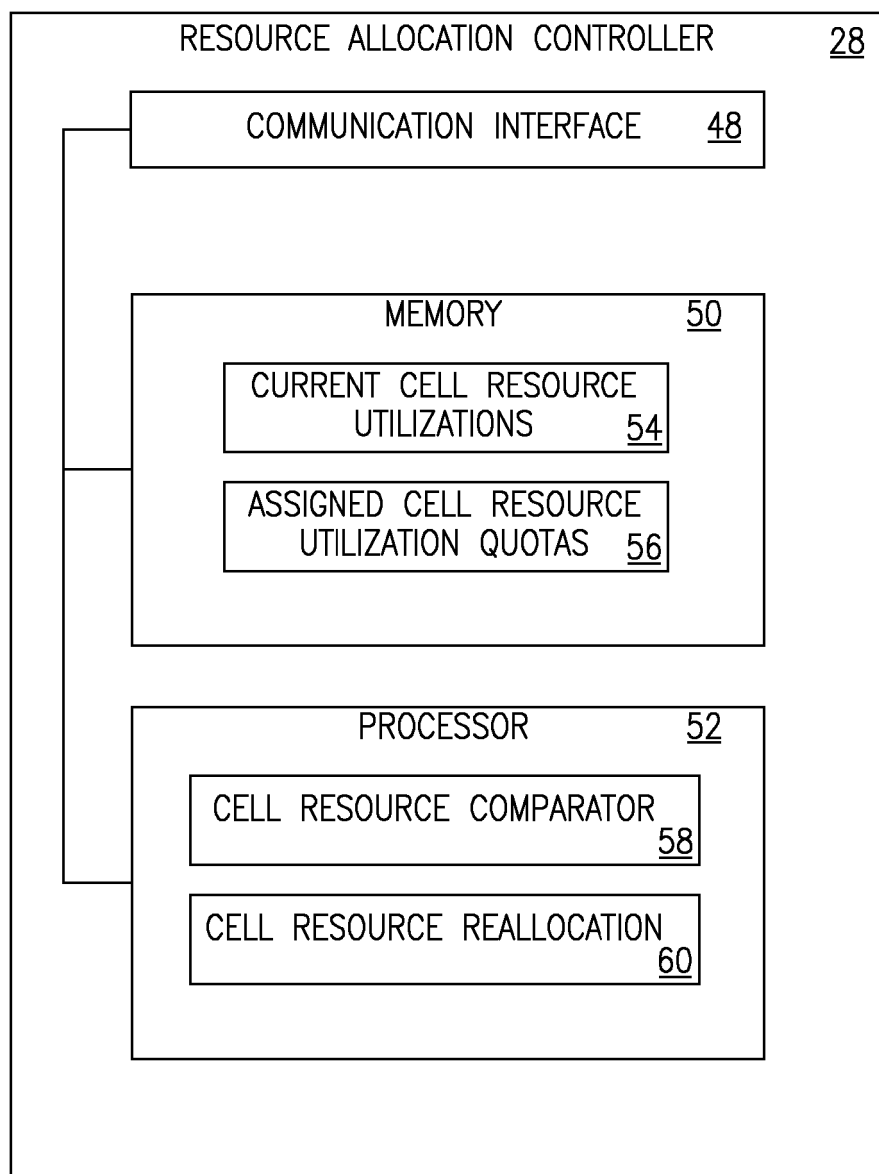 RESOURCE ALLOCATION CONTROLLER 28
COMMUNICATION INTERFACE 48
MEMORY 50
CURRENT CELL RESOURCE
UTILIZATIONS 54
ASSIGNED CELL RESOURCE
UTILIZATION QUOTAS 56
PROCESSOR 52
CELL RESOURCE COMPARATOR
58
CELL RESOURCE REALLOCATION
60